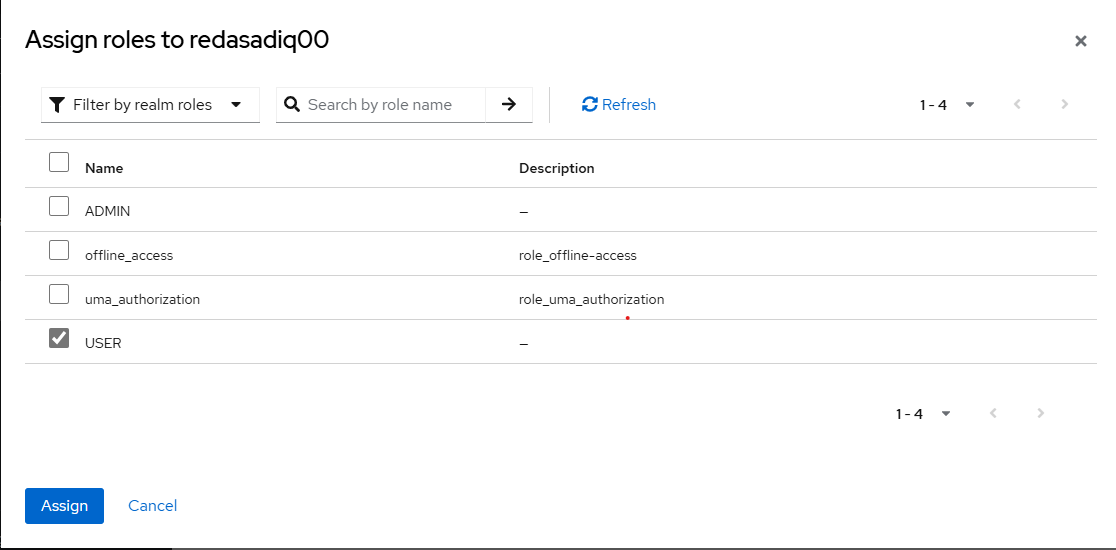 Assign roles to redasadiq00
Filter by realm roles Search by role name Refresh 1 - 4
Name Description
ADMIN –
offline_access role_offline-access
uma_authorization role_uma_authorization
USER –
1 - 4
Assign Cancel